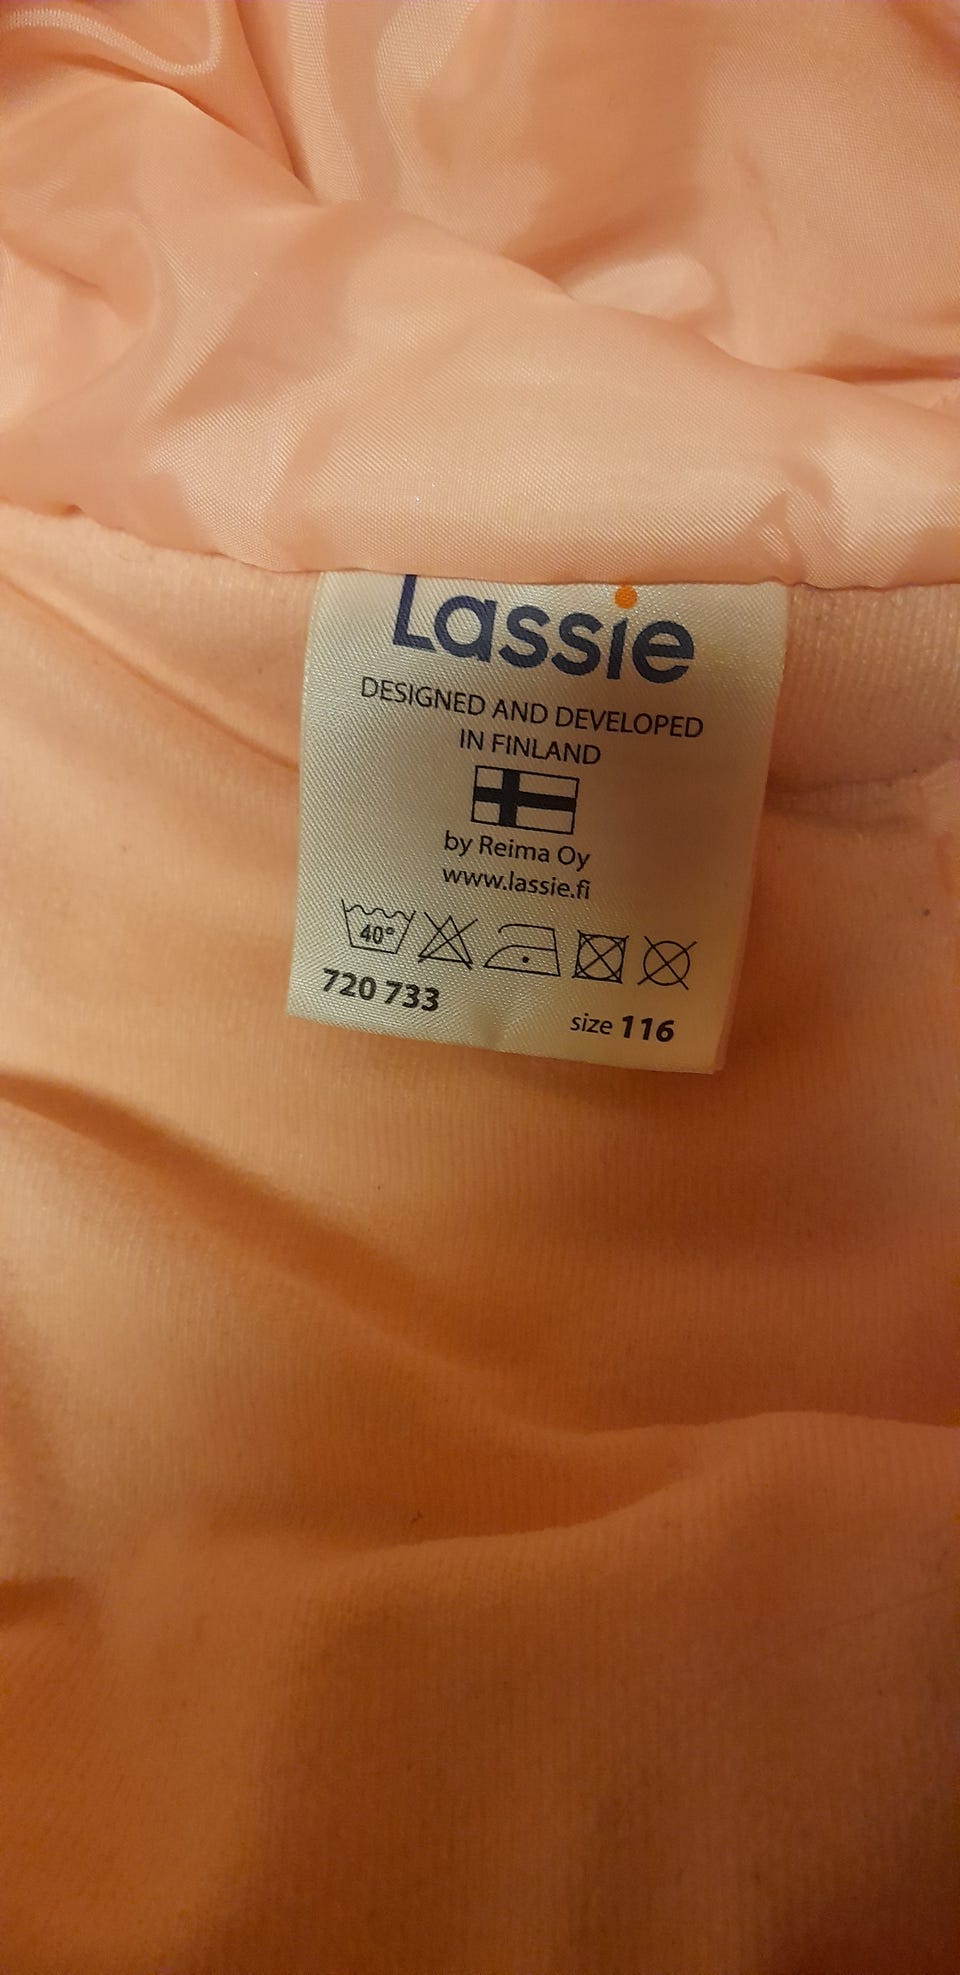 Lassie
DESIGNED AND DEVELOPED
IN FINLAND
by Reima Oy
www.lassie.fi
40°
720 733
size 116